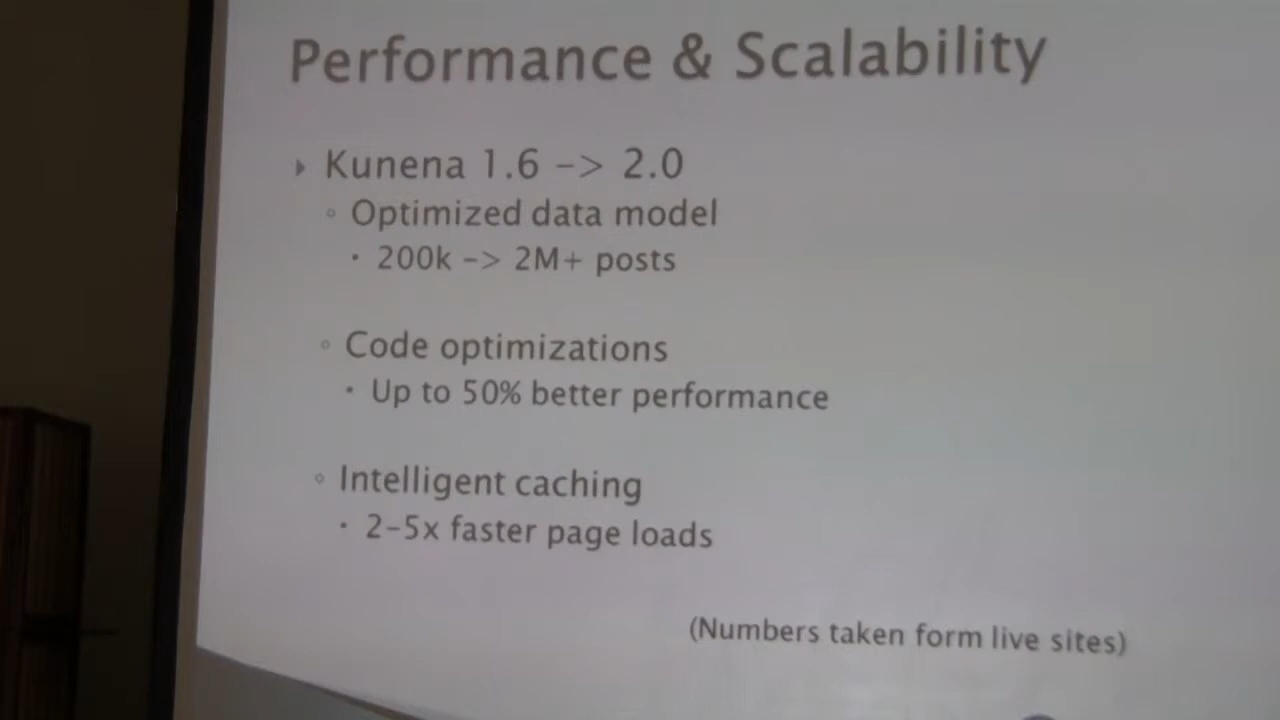 Performance & Scalability
Kunena 1.6 -> 2.0
Optimized data model
200k -> 2M+ posts
Code optimizations
Up to 50% better performance
Intelligent caching
2-5x faster page loads
(Numbers taken form live sites)